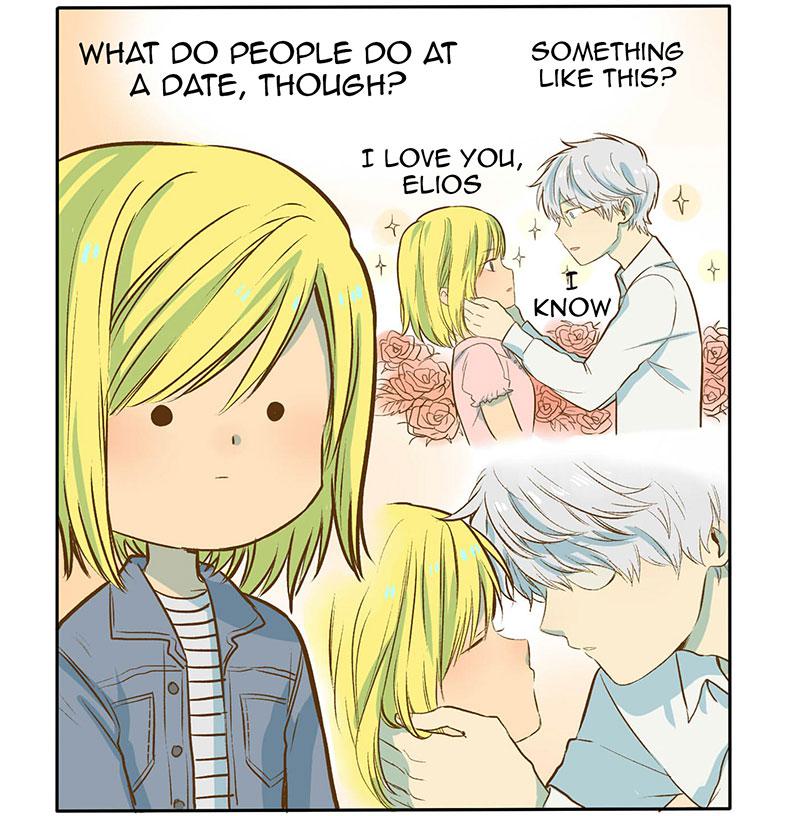 WHAT DO PEOPLE DO AT
A DATE, THOUGH?
SOMETHING
LIKE THIS?
I LOVE YOU,
ELIOS
I
KNOW